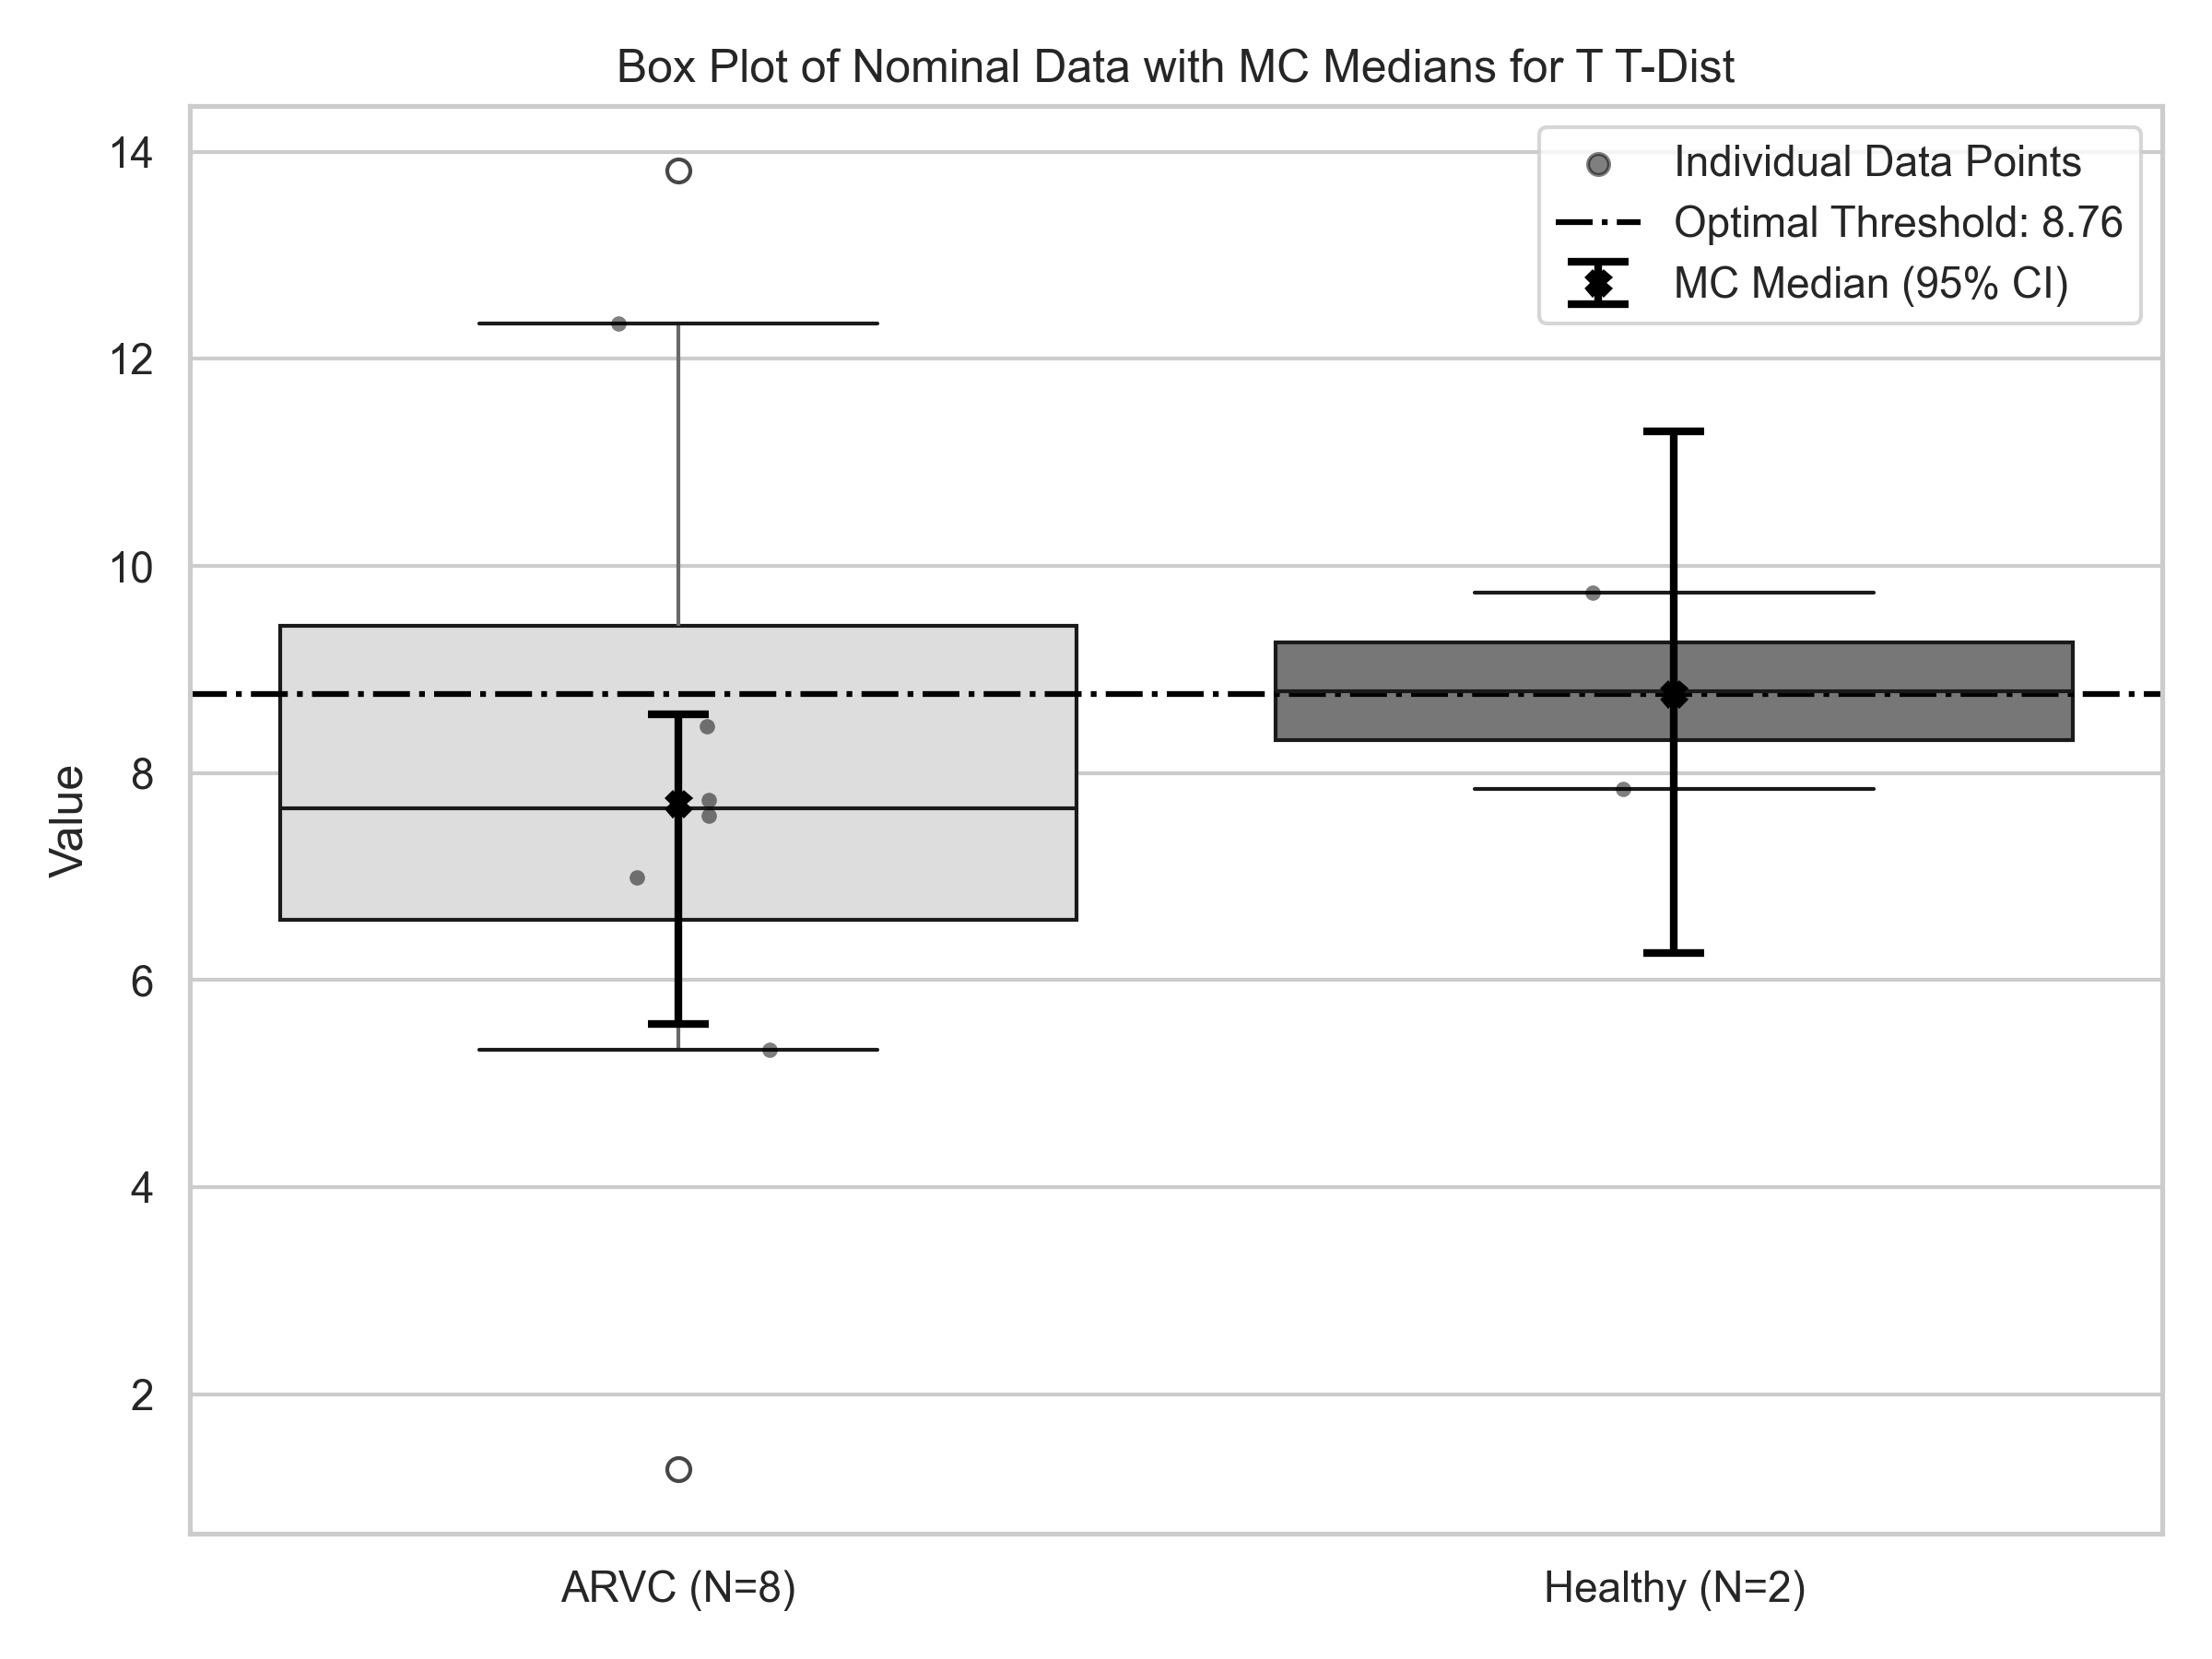 Box Plot of Nominal Data with MC Medians for T T-Dist
Individual Data Points
Optimal Threshold: 8.76
MC Median (95% CI)
14
12
10
8
6
4
2
Value
ARVC (N=8)
Healthy (N=2)